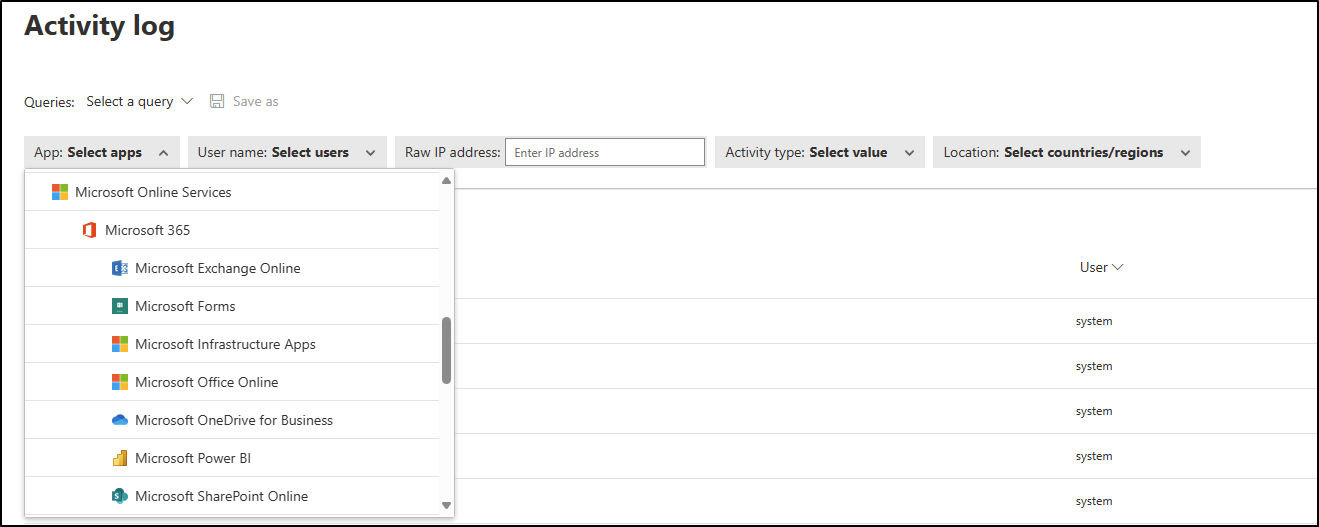 Activity log
Queries: Select a query Save as
App: Select apps User name: Select users Raw IP address: Enter IP address Activity type: Select value Location: Select countries/regions
Microsoft Online Services
Microsoft 365
Microsoft Exchange Online
Microsoft Forms
Microsoft Infrastructure Apps
Microsoft Office Online
Microsoft OneDrive for Business
Microsoft Power BI
Microsoft SharePoint Online
User
system
system
system
system
system